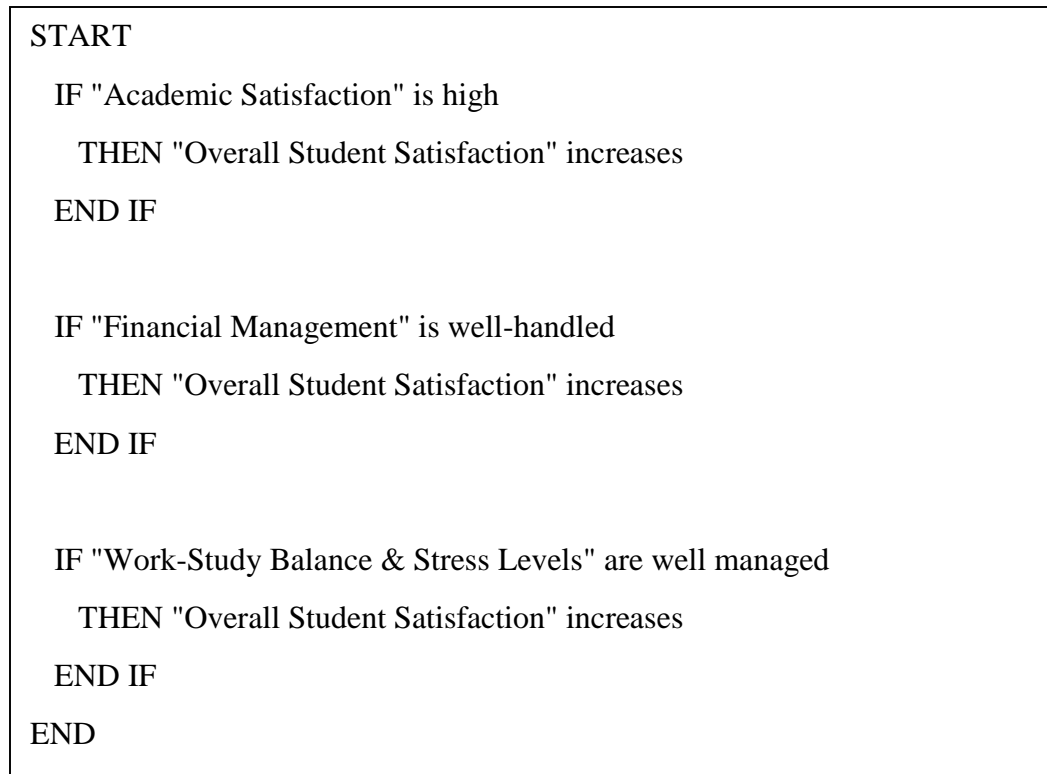 START
IF "Academic Satisfaction" is high
THEN "Overall Student Satisfaction" increases
END IF
IF "Financial Management" is well-handled
THEN "Overall Student Satisfaction" increases
END IF
IF "Work-Study Balance & Stress Levels" are well managed
THEN "Overall Student Satisfaction" increases
END IF
END